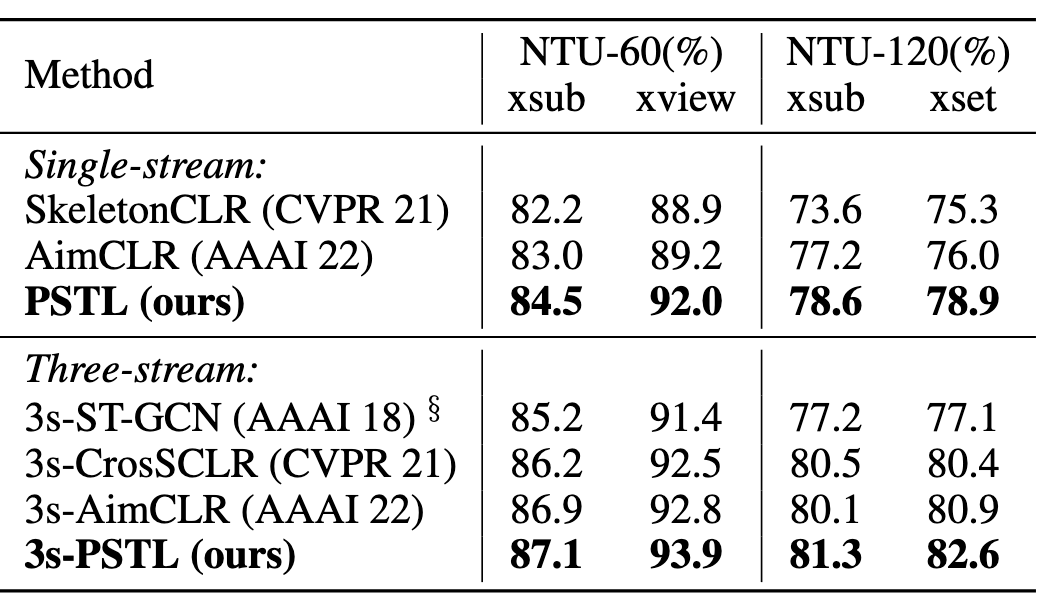 Method NTU-60(%) NTU-120(%)
xsub xview xsub xset
Single-stream:
SkeletonCLR (CVPR 21) 82.2 88.9 73.6 75.3
AimCLR (AAAI 22) 83.0 89.2 77.2 76.0
PSTL (ours) 84.5 92.0 78.6 78.9
Three-stream:
3s-ST-GCN (AAAI 18) § 85.2 91.4 77.2 77.1
3s-CrosSCLR (CVPR 21) 86.2 92.5 80.5 80.4
3s-AimCLR (AAAI 22) 86.9 92.8 80.1 80.9
3s-PSTL (ours) 87.1 93.9 81.3 82.6